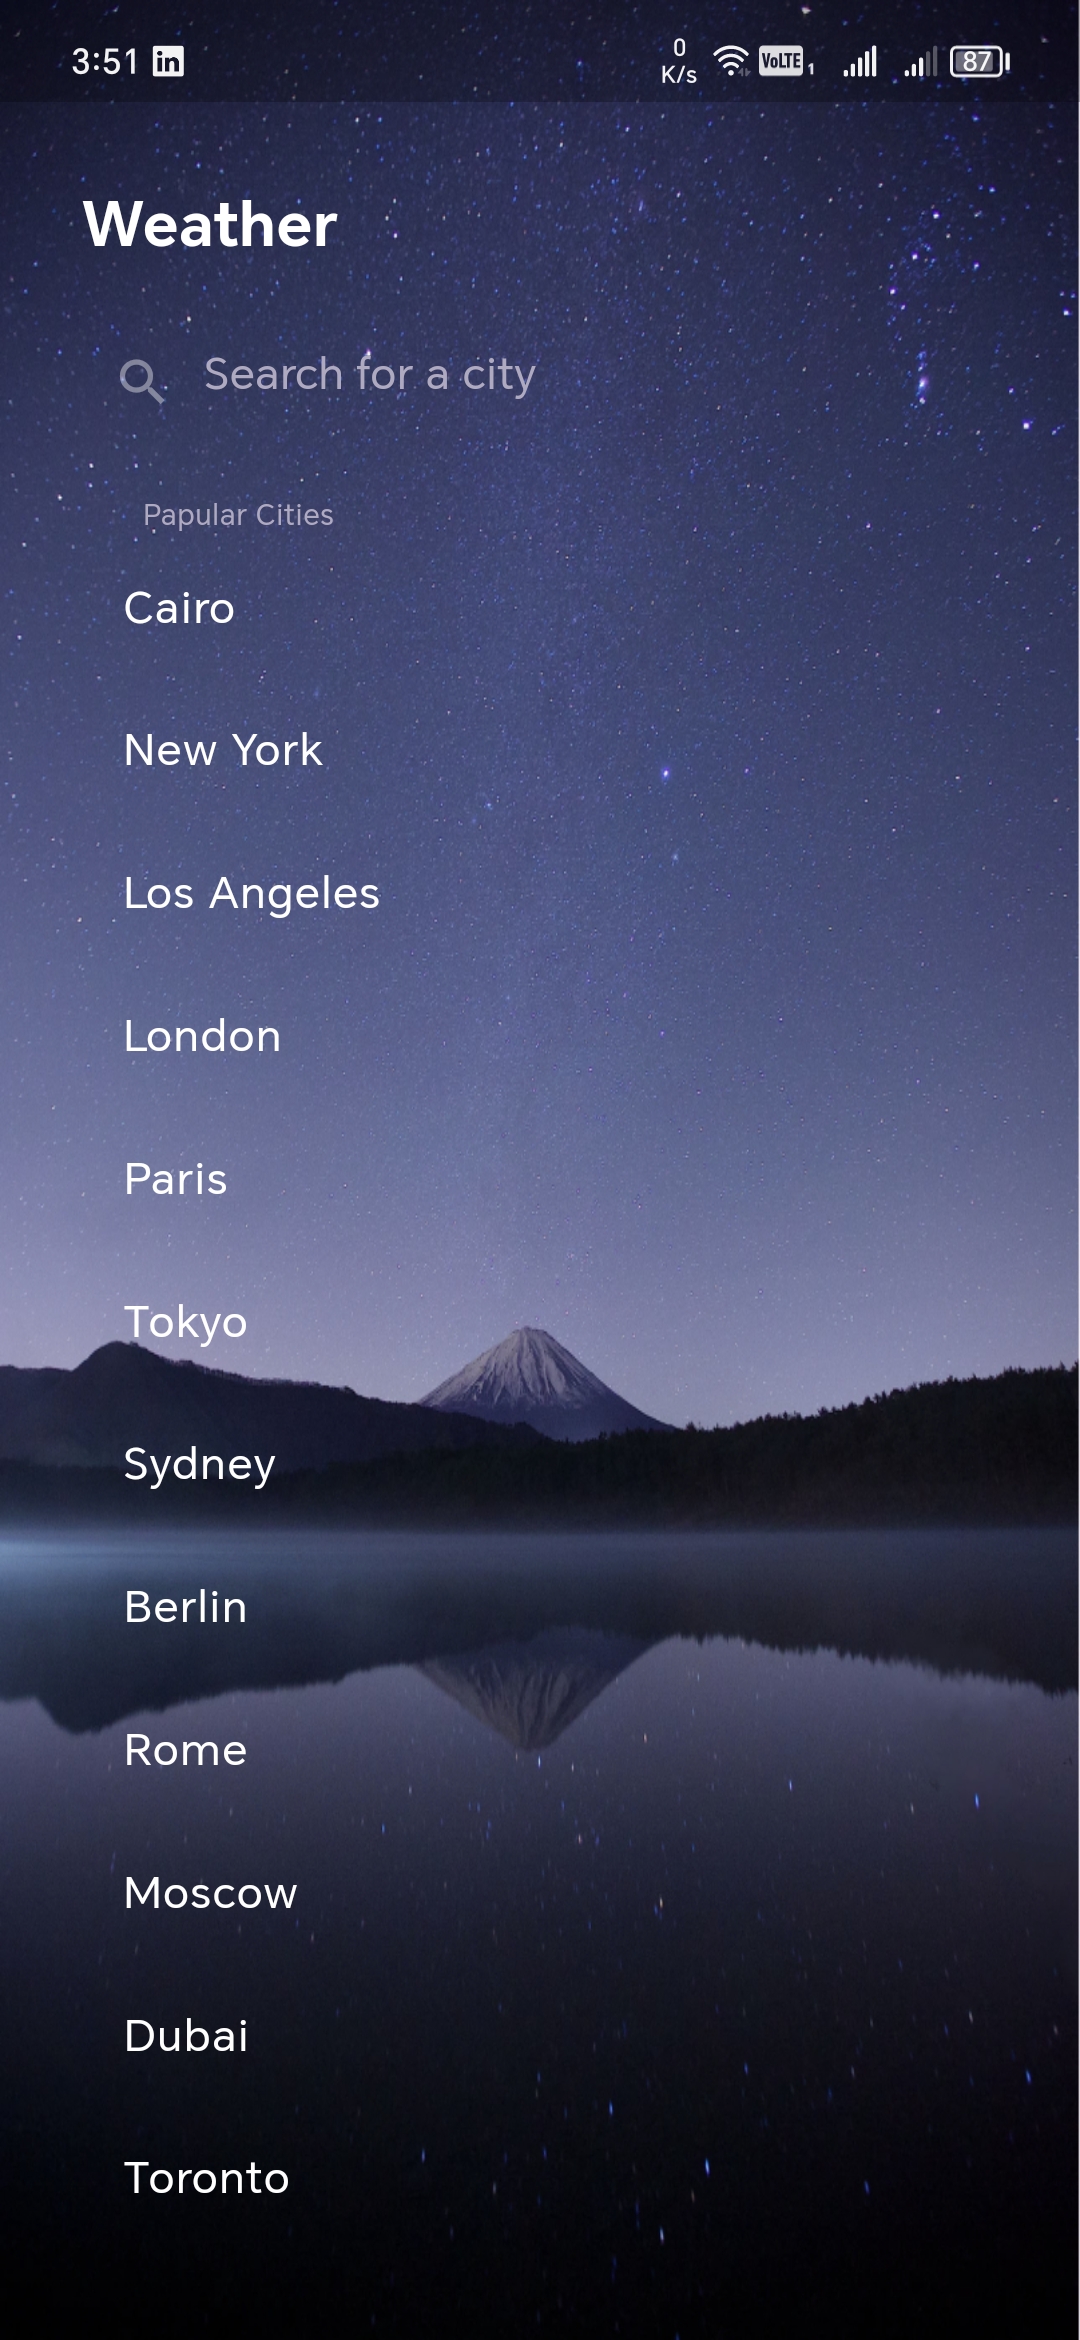 3:51 in 0 K/s VoLTE 1 87
Weather
Search for a city
Papular Cities
Cairo
New York
Los Angeles
London
Paris
Tokyo
Sydney
Berlin
Rome
Moscow
Dubai
Toronto